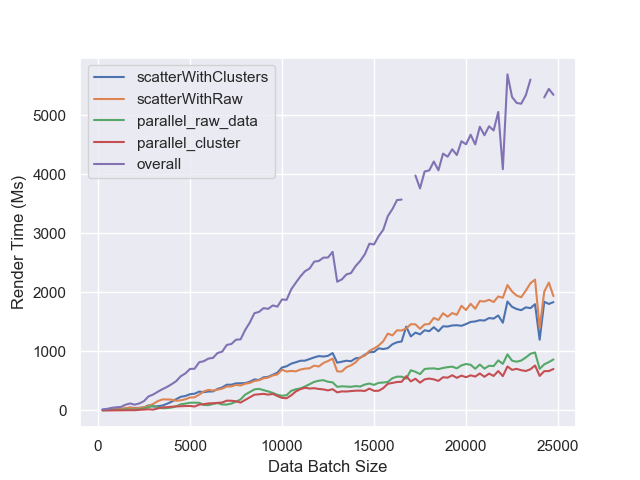 scatterWithClusters
scatterWithRaw
parallel_raw_data
parallel_cluster
overall
Render Time (Ms)
5000
4000
3000
2000
1000
0
0 5000 10000 15000 20000 25000
Data Batch Size